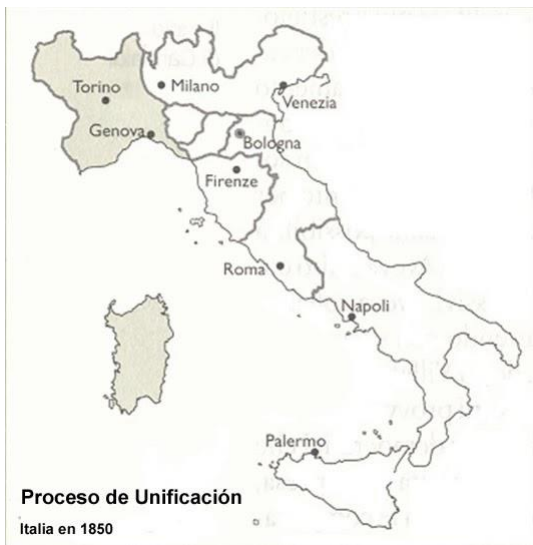 Torino
Milano
Venezia
Genova
Bologna
Firenze
Roma
Napoli
Palermo
Proceso de Unificación
Italia en 1850